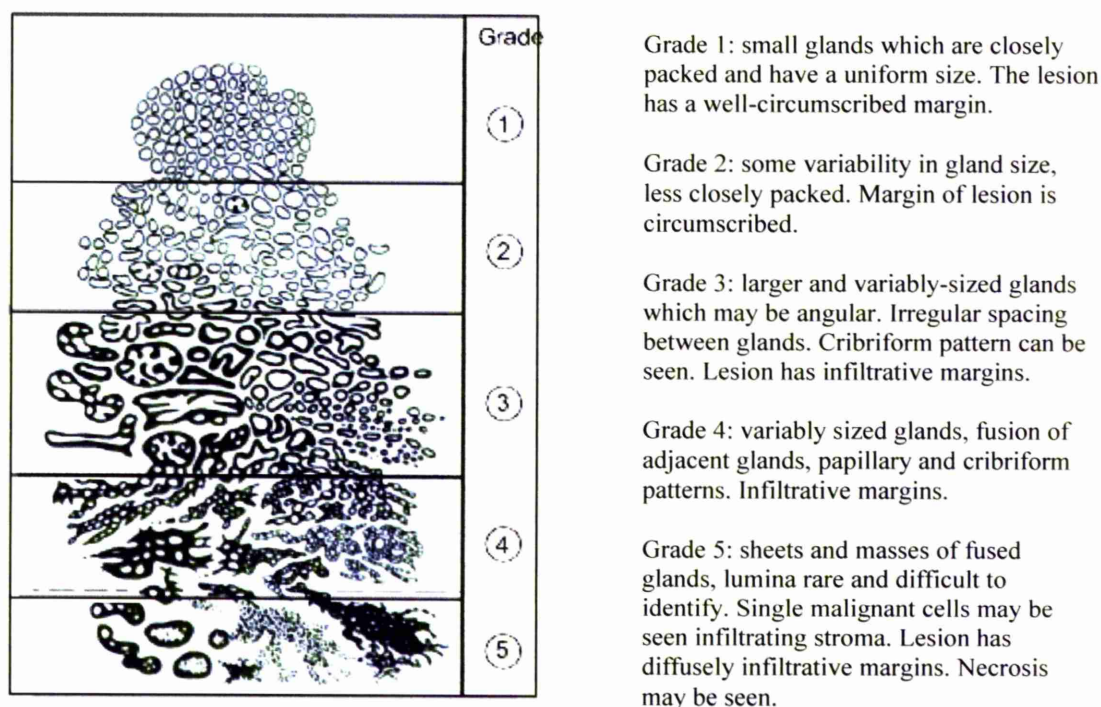 Grade
1
2
3
4
5
Grade 1: small glands which are closely
packed and have a uniform size. The lesion
has a well-circumscribed margin.
Grade 2: some variability in gland size,
less closely packed. Margin of lesion is
circumscribed.
Grade 3: larger and variably-sized glands
which may be angular. Irregular spacing
between glands. Cribriform pattern can be
seen. Lesion has infiltrative margins.
Grade 4: variably sized glands, fusion of
adjacent glands, papillary and cribriform
patterns. Infiltrative margins.
Grade 5: sheets and masses of fused
glands, lumina rare and difficult to
identify. Single malignant cells may be
seen infiltrating stroma. Lesion has
diffusely infiltrative margins. Necrosis
may be seen.